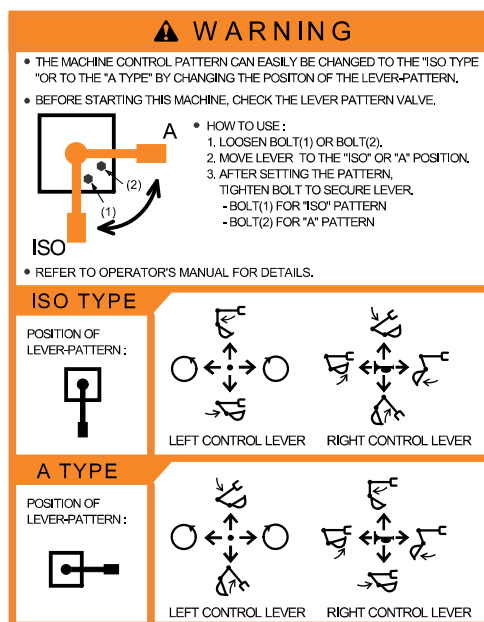 WARNING
• THE MACHINE CONTROL PATTERN CAN EASILY BE CHANGED TO THE "ISO TYPE
"OR TO THE "A TYPE" BY CHANGING THE POSITON OF THE LEVER-PATTERN.
• BEFORE STARTING THIS MACHINE, CHECK THE LEVER PATTERN VALVE.
A
(2)
(1)
ISO
• HOW TO USE :
1. LOOSEN BOLT(1) OR BOLT(2).
2. MOVE LEVER TO THE "ISO" OR "A" POSITION.
3. AFTER SETTING THE PATTERN,
TIGHTEN BOLT TO SECURE LEVER.
- BOLT(1) FOR "ISO" PATTERN
- BOLT(2) FOR "A" PATTERN
• REFER TO OPERATOR'S MANUAL FOR DETAILS.
ISO TYPE
POSITION OF
LEVER-PATTERN :
LEFT CONTROL LEVER
RIGHT CONTROL LEVER
A TYPE
POSITION OF
LEVER-PATTERN :
LEFT CONTROL LEVER
RIGHT CONTROL LEVER